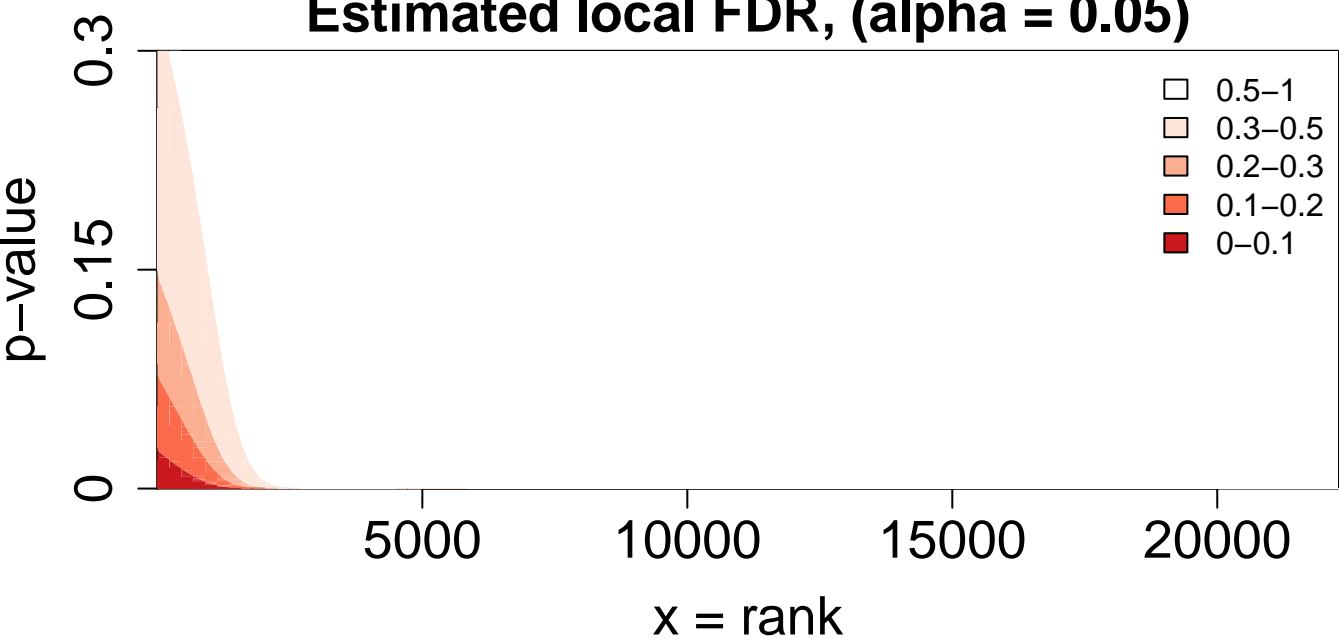 Estimated local FDR, (alpha = 0.05)
0.3
0.15
0
p−value
0.5−1
0.3−0.5
0.2−0.3
0.1−0.2
0−0.1
5000 10000 15000 20000
x = rank